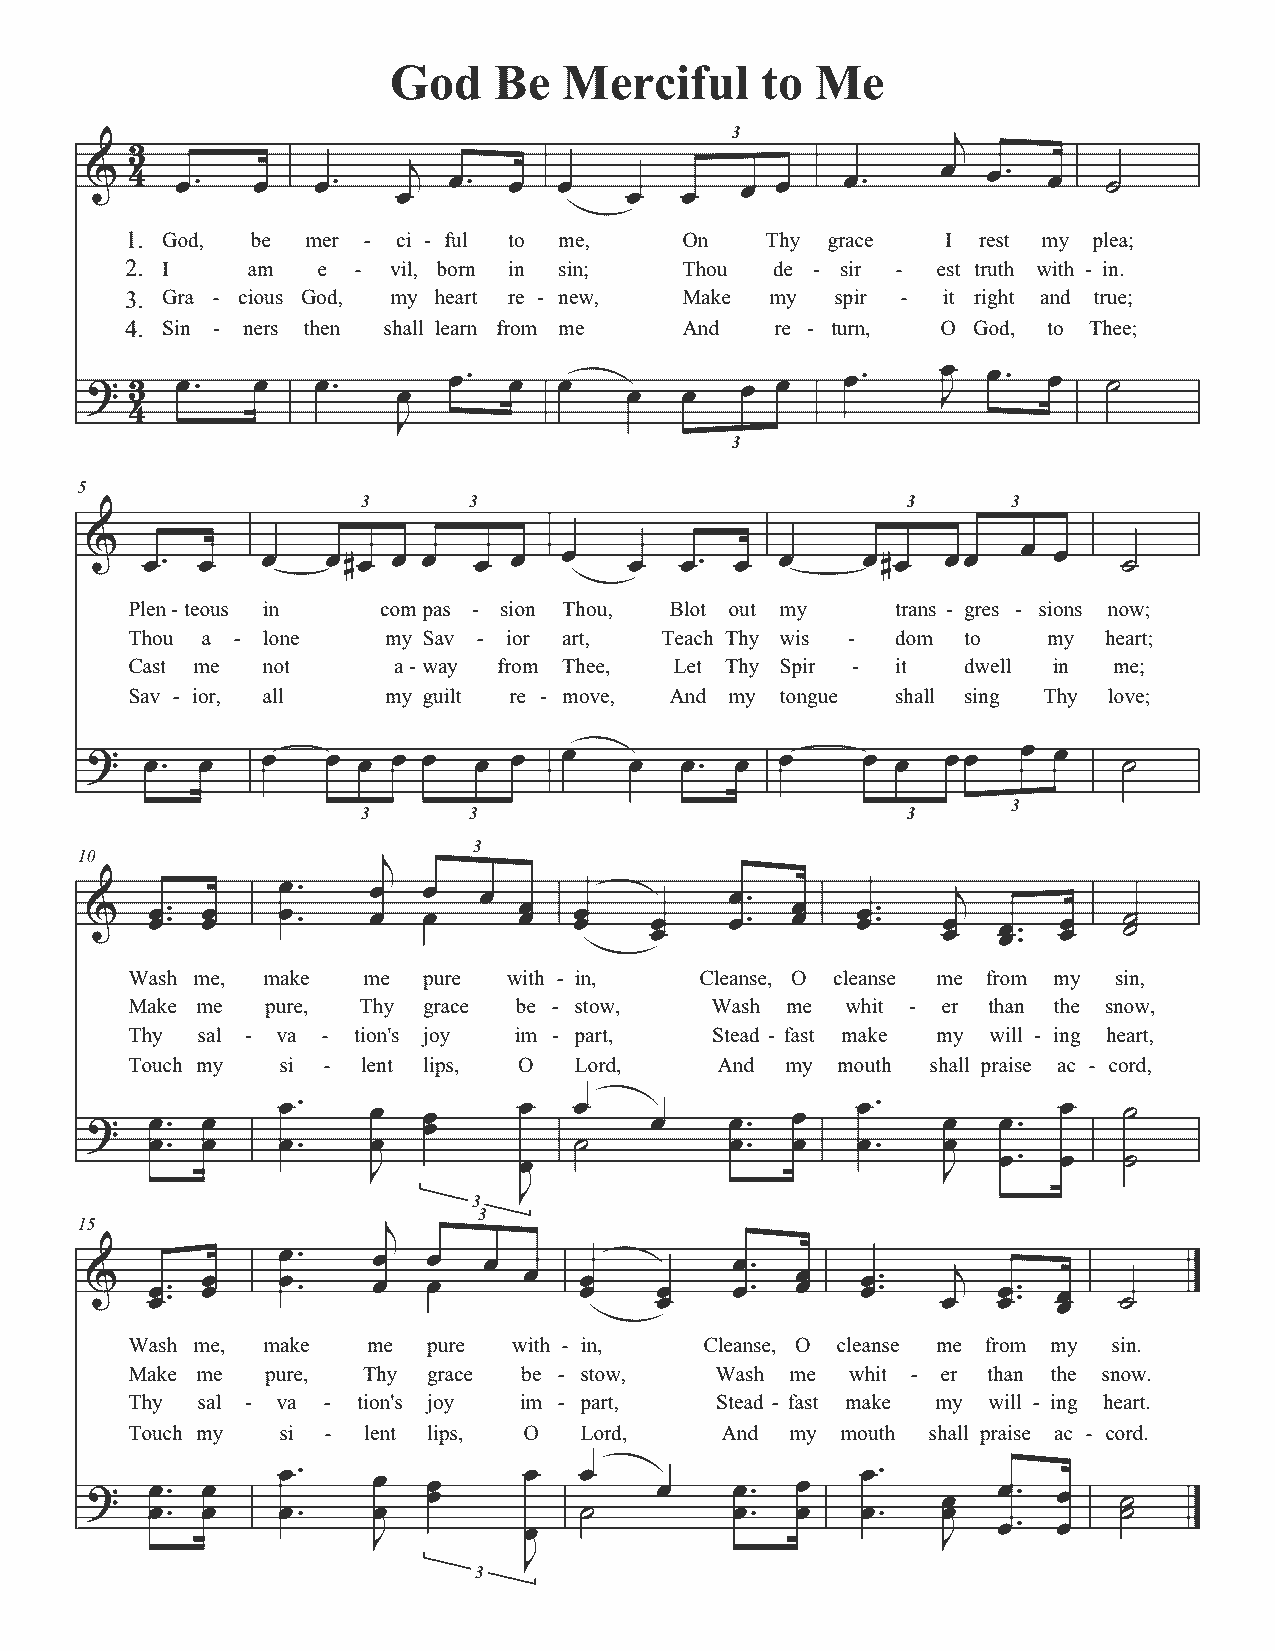 God Be Merciful to Me
3
1. God, be mer - ci - ful to me, On Thy grace I rest my plea;
2. I am e - vil, born in sin; Thou de - sir - est truth with - in.
3. Gra - cious God, my heart re - new, Make my spir - it right and true;
4. Sin - ners then shall learn from me And re - turn, O God, to Thee;
3
5
3 3 3 3
Plen - teous in com pas - sion Thou, Blot out my trans - gres - sions now;
Thou a - lone my Sav - ior art, Teach Thy wis - dom to my heart;
Cast me not a - way from Thee, Let Thy Spir - it dwell in me;
Sav - ior, all my guilt re - move, And my tongue shall sing Thy love;
3 3 3 3
10
3
Wash me, make me pure with - in, Cleanse, O cleanse me from my sin,
Make me pure, Thy grace be - stow, Wash me whit - er than the snow,
Thy sal - va - tion's joy im - part, Stead - fast make my will - ing heart,
Touch my si - lent lips, O Lord, And my mouth shall praise ac - cord,
3
15
3
Wash me, make me pure with - in, Cleanse, O cleanse me from my sin.
Make me pure, Thy grace be - stow, Wash me whit - er than the snow.
Thy sal - va - tion's joy im - part, Stead - fast make my will - ing heart.
Touch my si - lent lips, O Lord, And my mouth shall praise ac - cord.
3